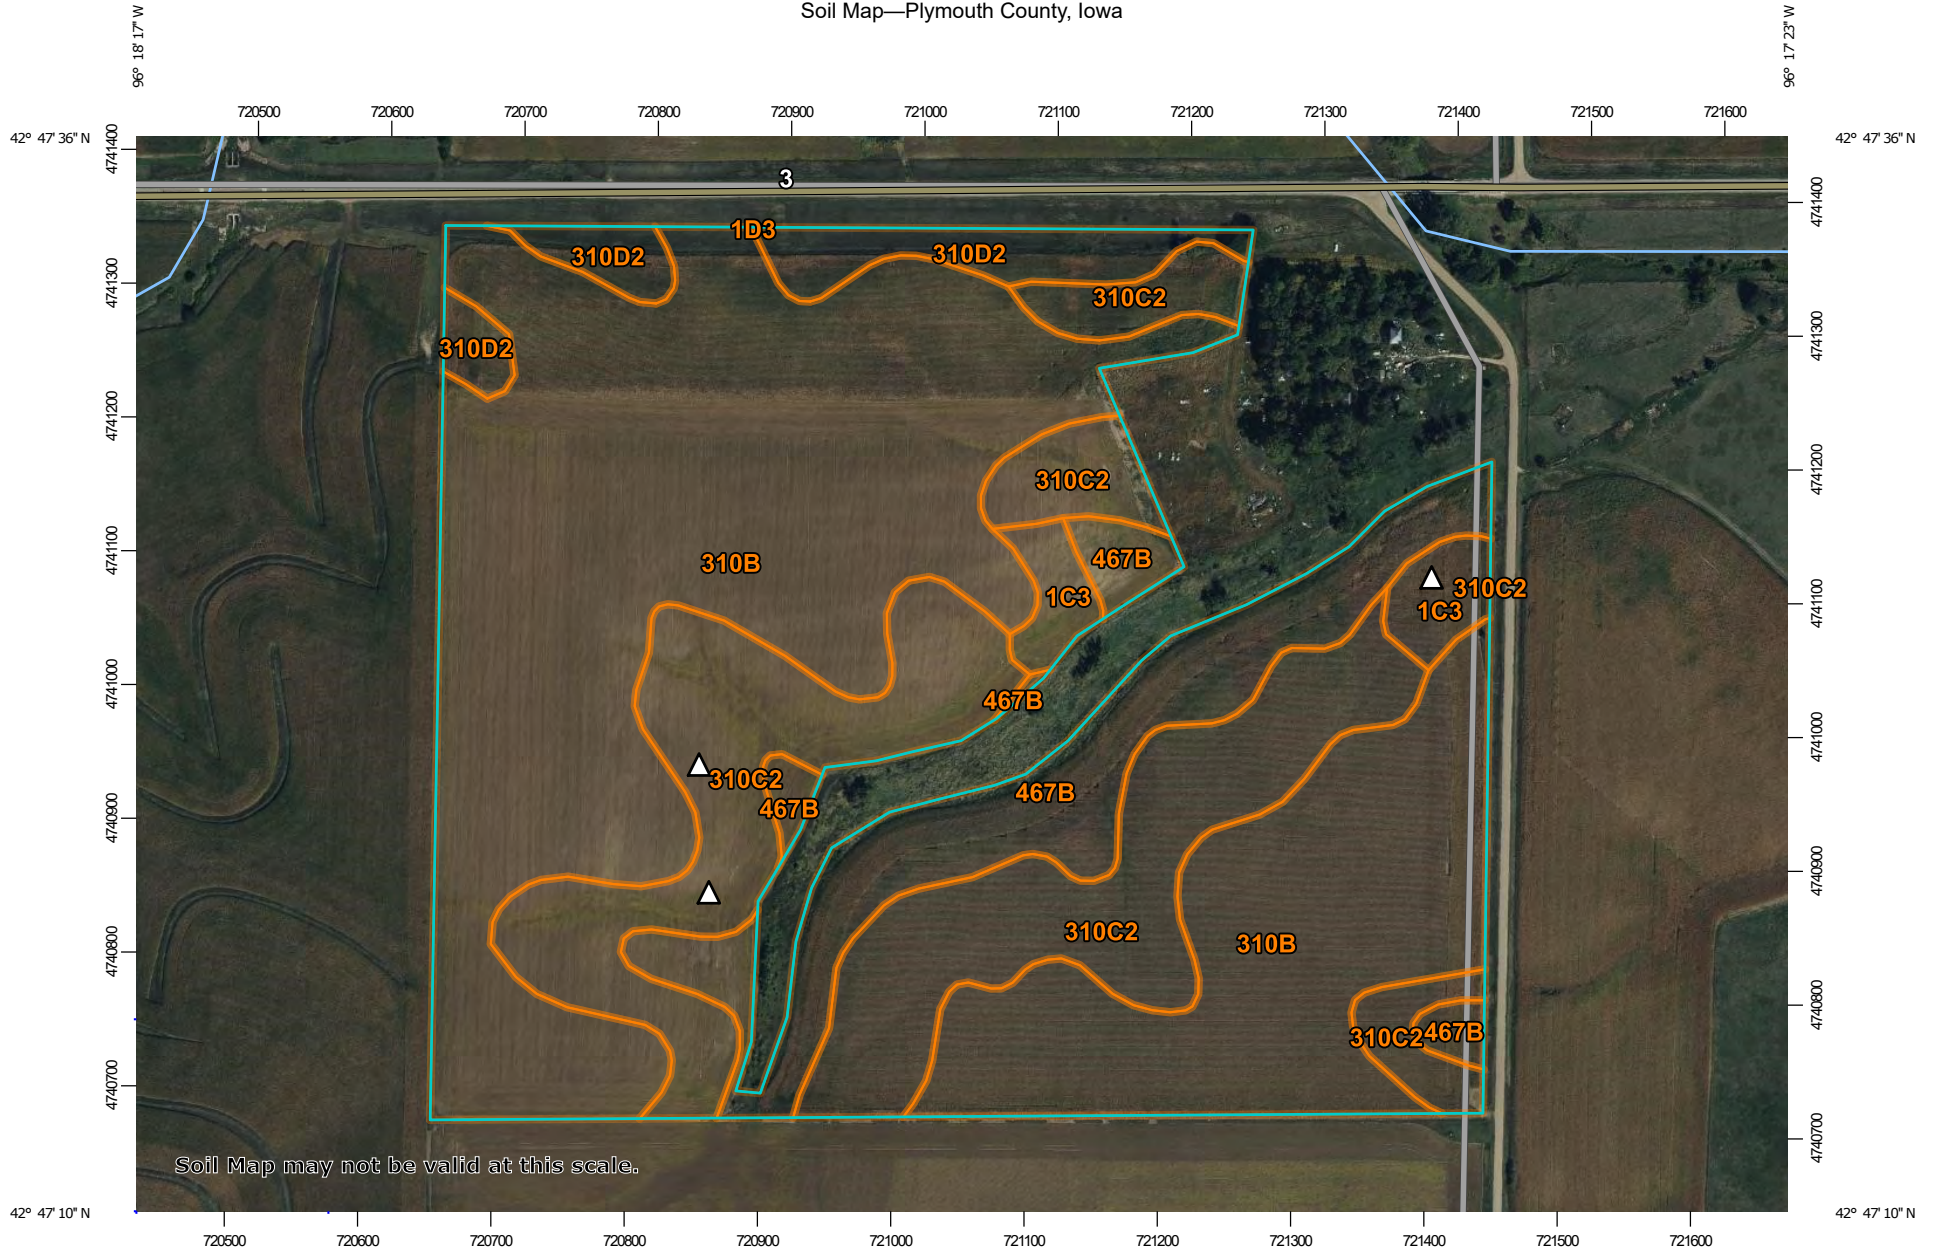 Soil Map—Plymouth County, Iowa
96° 18' 17" W
96° 17' 23" W
720500 720600 720700 720800 720900 721000 721100 721200 721300 721400 721500 721600
42° 47' 36" N
42° 47' 36" N
4741400
4741400
3
1D3
310D2
310D2
310C2
4741300
4741300
310D2
4741200
4741200
310C2
310B
467B
4741100
4741100
1C3
310C2
1C3
467B
4741000
4741000
310C2
467B
467B
4740900
4740900
310C2
310B
4740800
4740800
310C2
467B
4740700
4740700
Soil Map may not be valid at this scale.
42° 47' 10" N
42° 47' 10" N
720500 720600 720700 720800 720900 721000 721100 721200 721300 721400 721500 721600